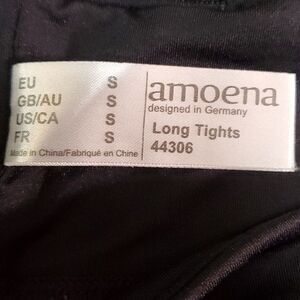 EU S
GB/AU S
US/CA S
FR S
Made in China/Fabriqué en Chine
amoena
designed in Germany
Long Tights
44306